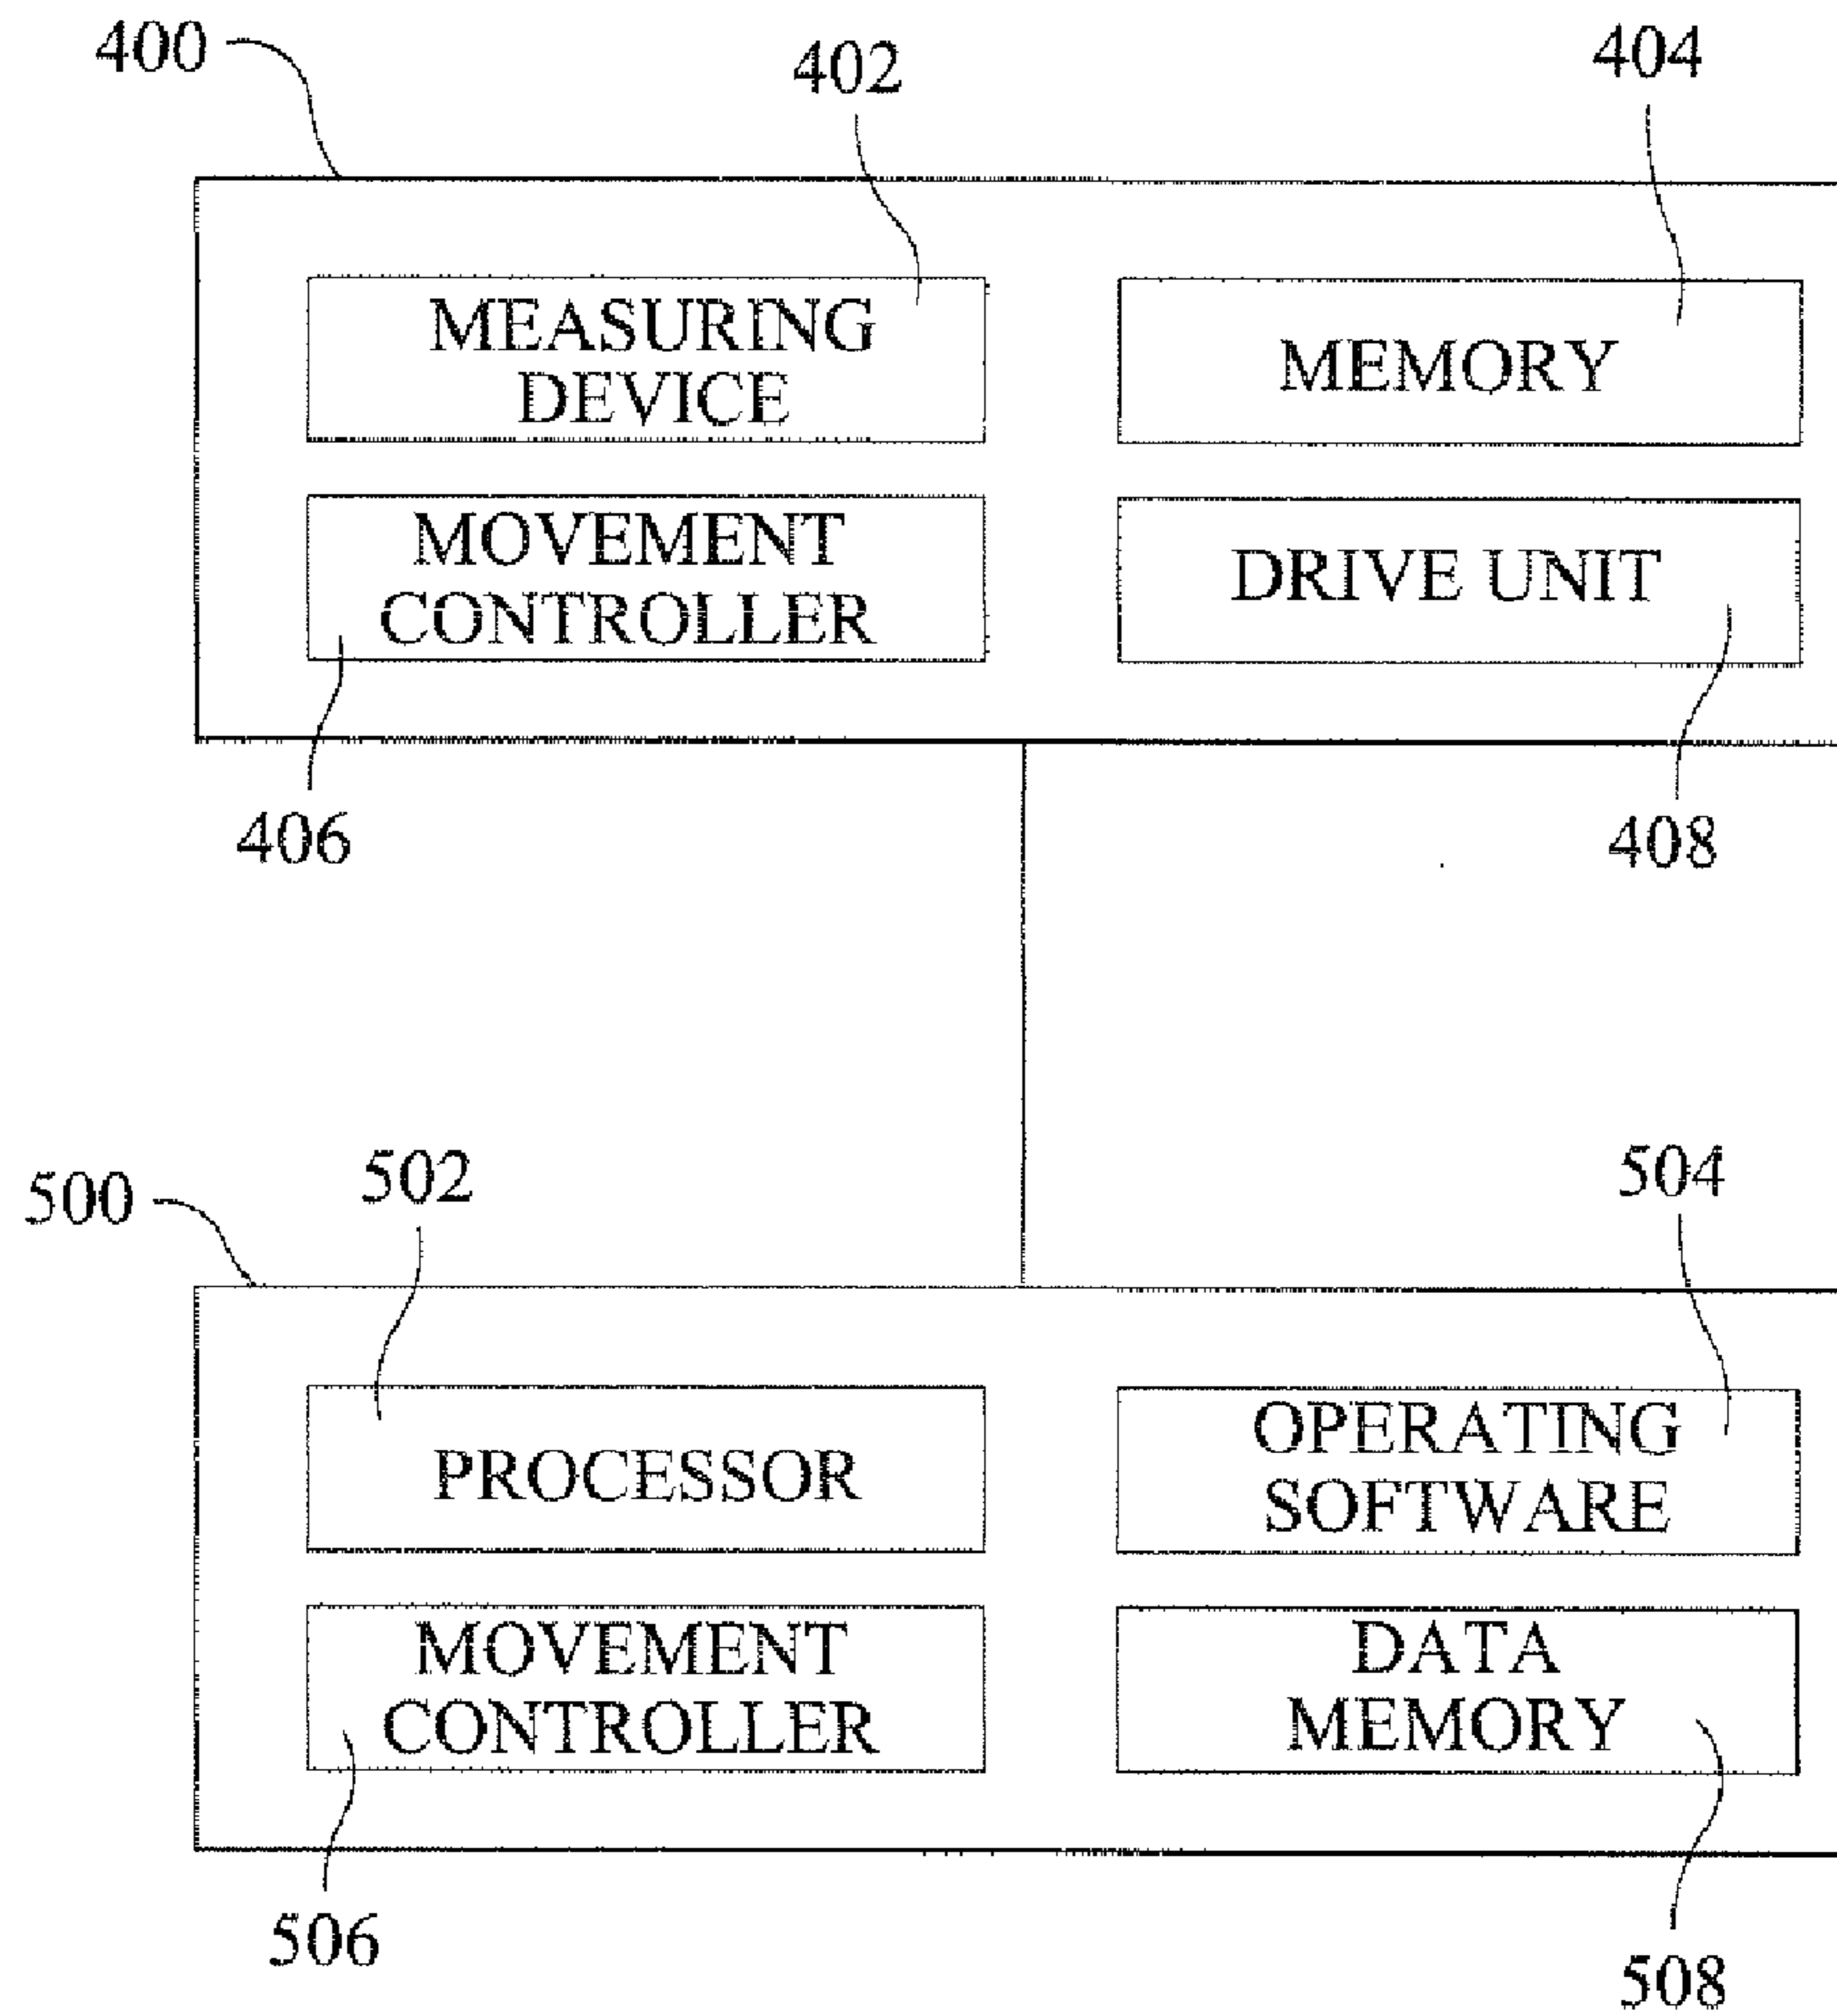 400
402
404
MEASURING
DEVICE
MEMORY
MOVEMENT
CONTROLLER
DRIVE UNIT
406
408
500
502
504
PROCESSOR
OPERATING
SOFTWARE
MOVEMENT
CONTROLLER
DATA
MEMORY
506
508